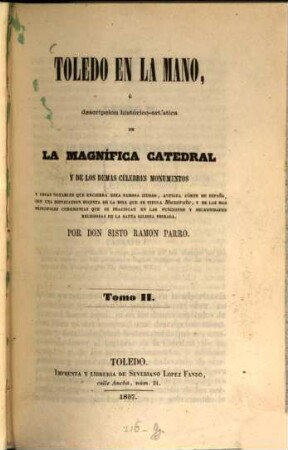 TOLEDO EN LA MANO,
ó
descripcion histórico-artística
DE
LA MAGNÍFICA CATEDRAL
Y DE LOS DEMAS CÉLEBRES MONUMENTOS
Y COSAS NOTABLES QUE ENCIERRA ESTA FAMOSA CIUDAD, ANTIGUA CÓRTE DE ESPAÑA,
CON UNA ESPLICACION SUCINTA DE LA MISA QUE SE TITULA Muzarabe, Y DE LAS MAS
PRINCIPALES CEREMONIAS QUE SE PRACTICAN EN LAS FUNCIONES Y SOLEMNIDADES
RELIGIOSAS DE LA SANTA IGLESIA PRIMADA.
POR DON SISTO RAMON PARRO.
Tomo II.
TOLEDO.
IMPRENTA Y LIBRERIA DE SEVERIANO LOPEZ FANDO,
calle Ancha, núm. 31.
1857.